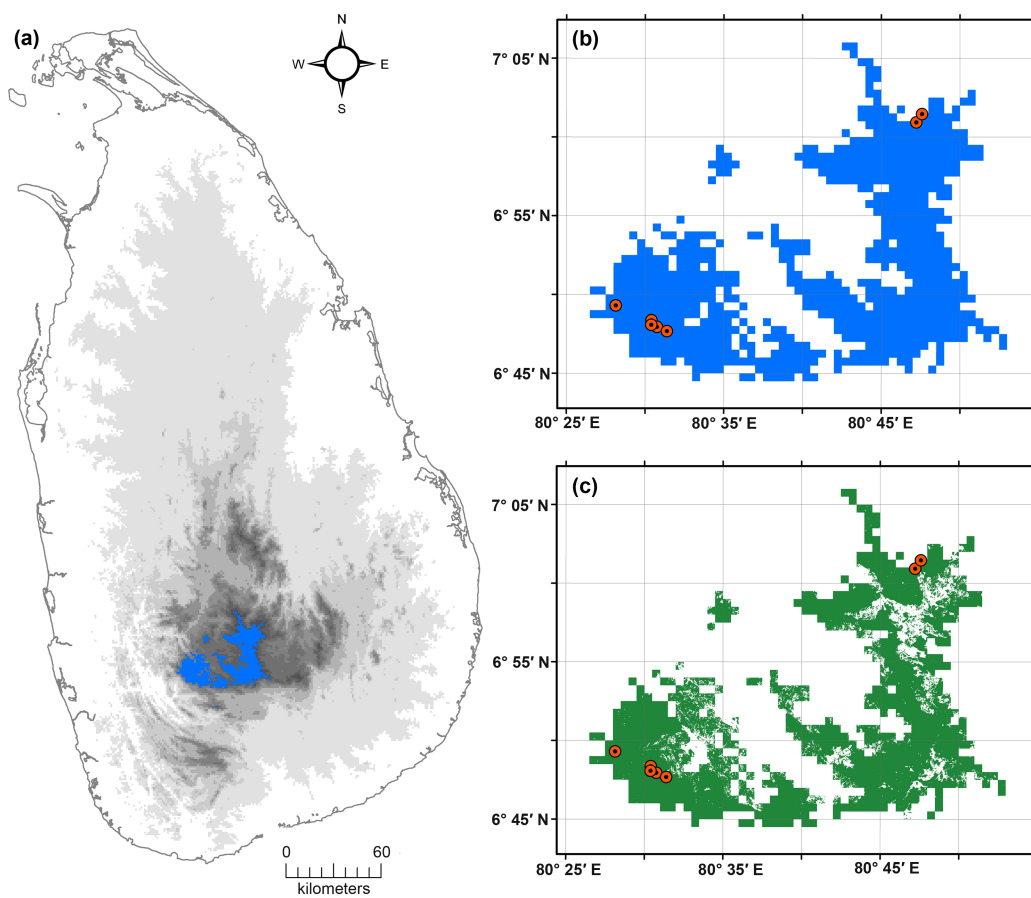 (a)
N
W
E
S
0
60
kilometers
(b)
7° 05′ N
6° 55′ N
6° 45′ N
80° 25′ E
80° 35′ E
80° 45′ E
(c)
7° 05′ N
6° 55′ N
6° 45′ N
80° 25′ E
80° 35′ E
80° 45′ E